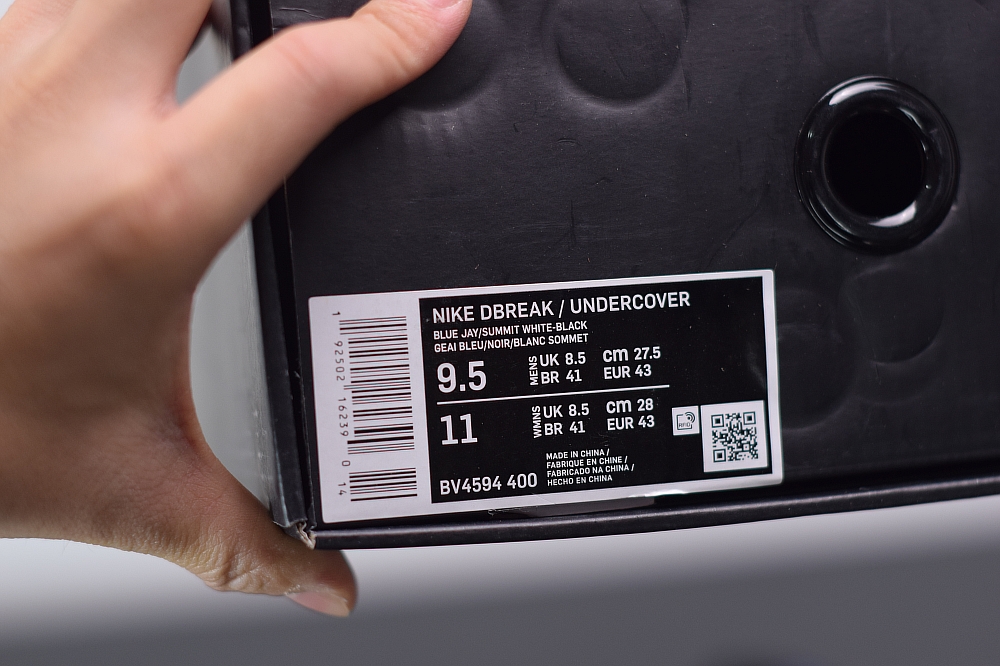 NIKE DBREAK / UNDERCOVER
BLUE JAY/SUMMIT WHITE-BLACK
GEAI BLEU/NOIR/BLANC SOMMET
9.5 MENS UK 8.5 cm 27.5
BR 41 EUR 43
11 WMNS UK 8.5 cm 28
BR 41 EUR 43
RFID
MADE IN CHINA /
FABRIQUE EN CHINE /
FABRICADO NA CHINA /
HECHO EN CHINA
BV4594 400
1 92502 16239 0 14